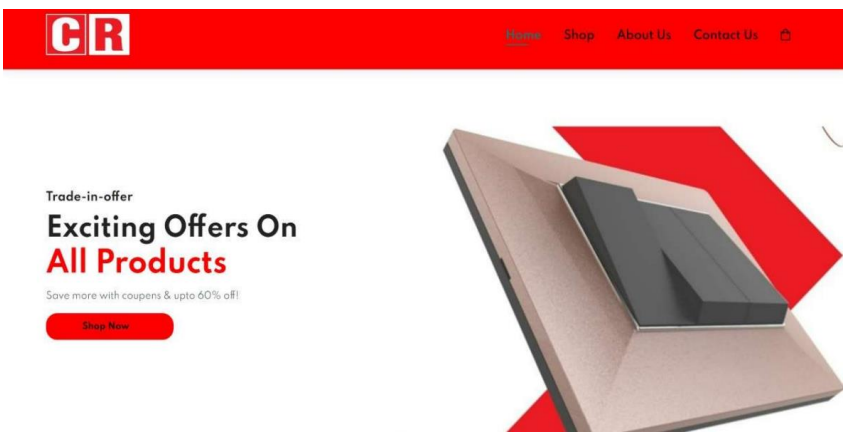 CR
Home Shop About Us Contact Us
Trade-in-offer
Exciting Offers On
All Products
Save more with coupens & upto 60% off!
Shop Now